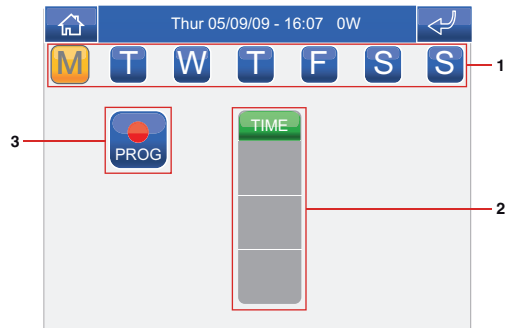 Thur 05/09/09 - 16:07 0W
M T W T F S S
1
TIME
3
PROG
2